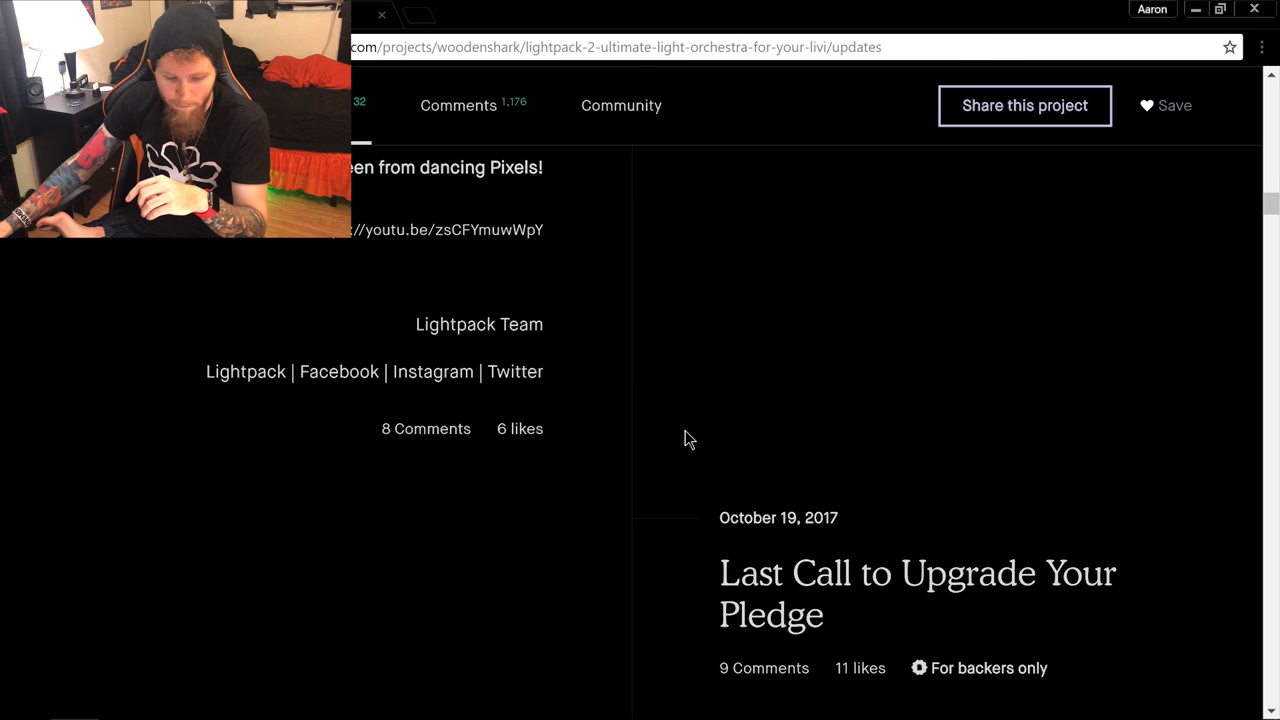 Aaron
com/projects/woodenshark/lightpack-2-ultimate-light-orchestra-for-your-livi/updates
32
Comments 1,176
Community
Share this project
Save
een from dancing Pixels!
://youtu.be/zsCFYmuwWpY
Lightpack Team
Lightpack | Facebook | Instagram | Twitter
8 Comments 6 likes
October 19, 2017
Last Call to Upgrade Your
Pledge
9 Comments 11 likes For backers only